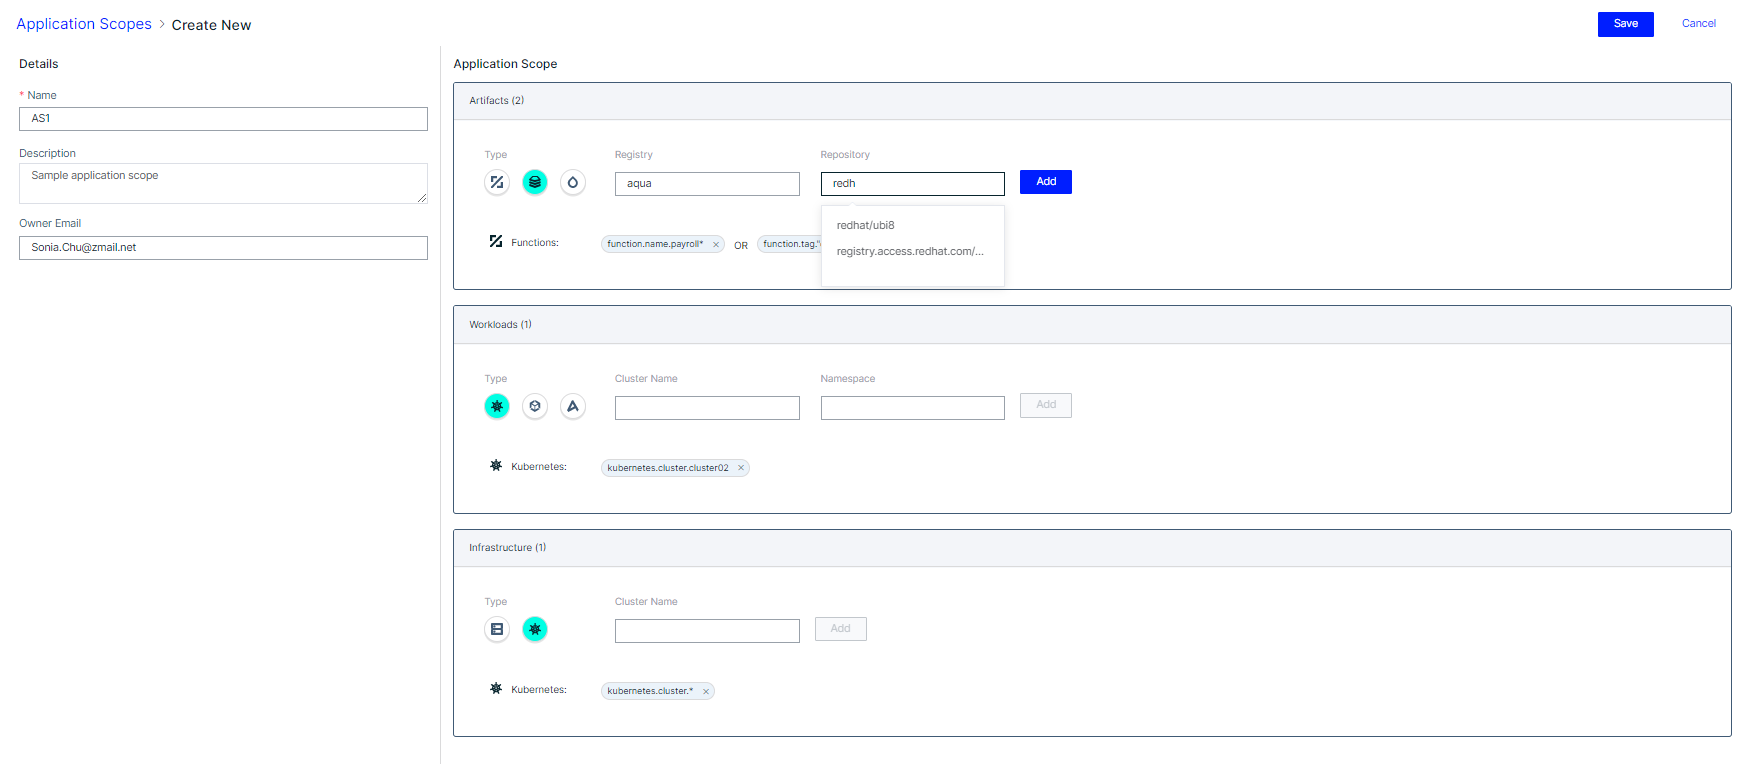 Application Scopes > Create New
Save
Cancel
Details
* Name
AS1
Description
Sample application scope
Owner Email
Sonia.Chu@zmail.net
Application Scope
Artifacts (2)
Type Registry Repository
aqua redh Add
redhat/ubi8
registry.access.redhat.com/...
Functions: function.name.payroll* × OR function.tag."
Workloads (1)
Type Cluster Name Namespace
Add
Kubernetes: kubernetes.cluster.cluster02 ×
Infrastructure (1)
Type Cluster Name
Add
Kubernetes: kubernetes.cluster.* ×